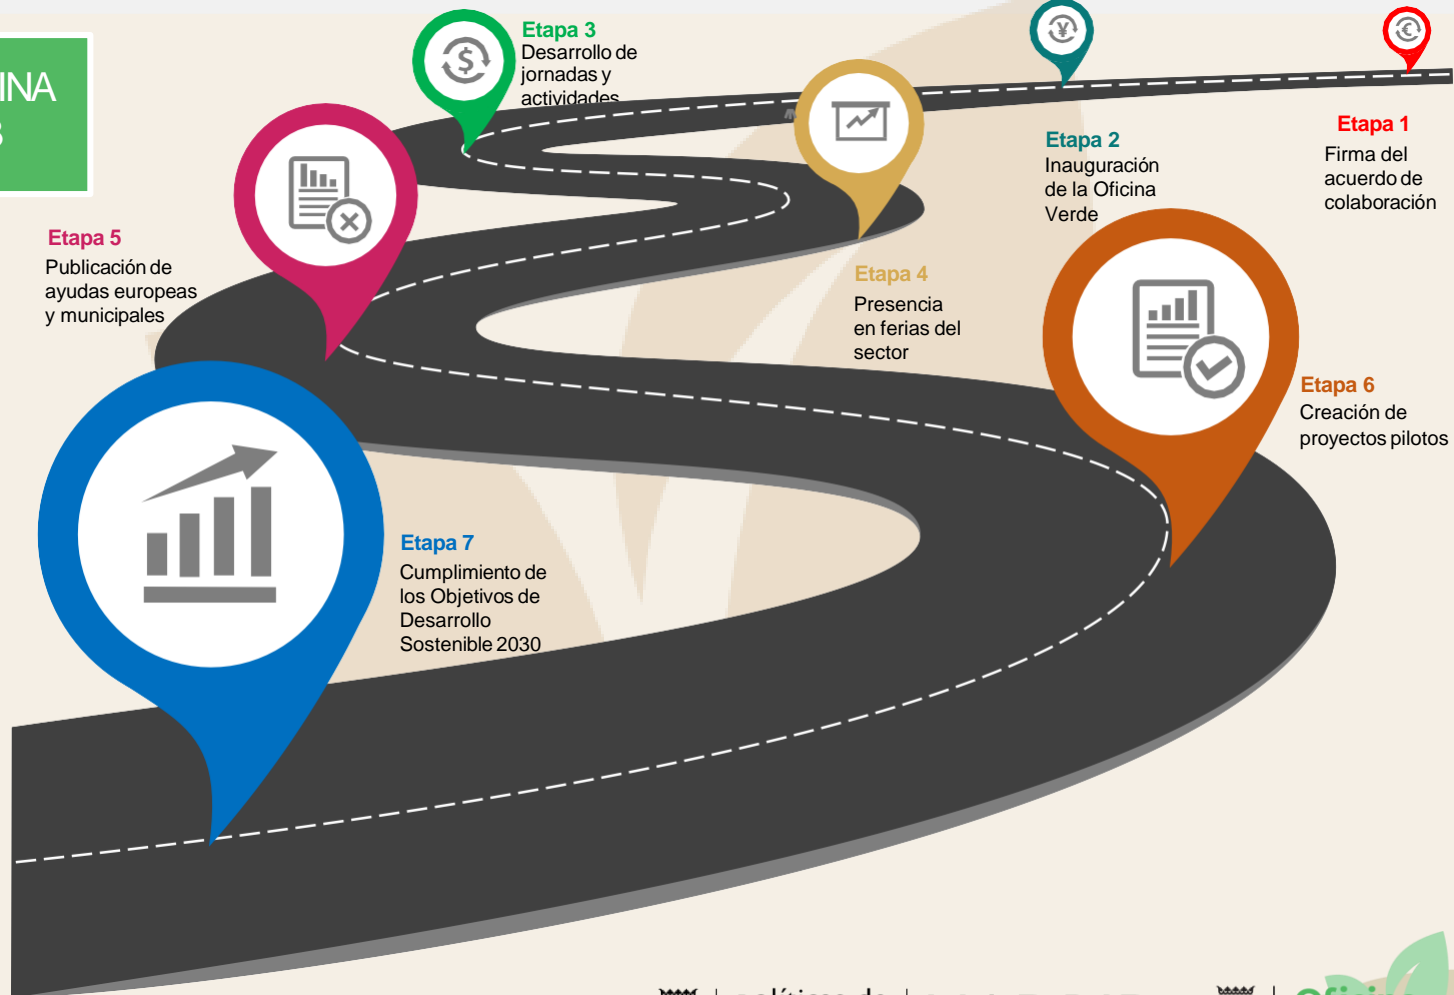 Etapa 3
Desarrollo de
jornadas y
actividades
Etapa 1
Firma del
acuerdo de
colaboración
Etapa 2
Inauguración
de la Oficina
Verde
Etapa 5
Publicación de
ayudas europeas
y municipales
Etapa 4
Presencia
en ferias del
sector
Etapa 6
Creación de
proyectos pilotos
Etapa 7
Cumplimiento de
los Objetivos de
Desarrollo
Sostenible 2030